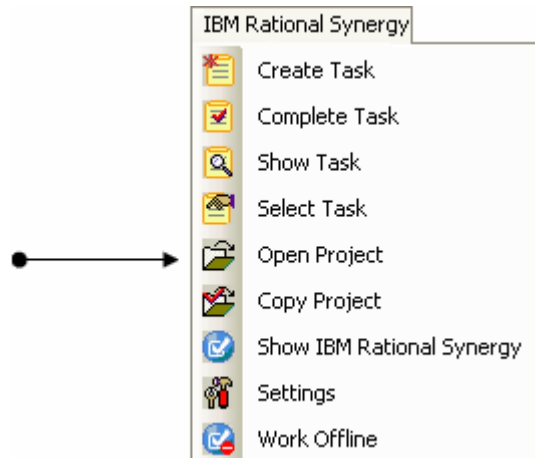 IBM Rational Synergy
Create Task
Complete Task
Show Task
Select Task
Open Project
Copy Project
Show IBM Rational Synergy
Settings
Work Offline